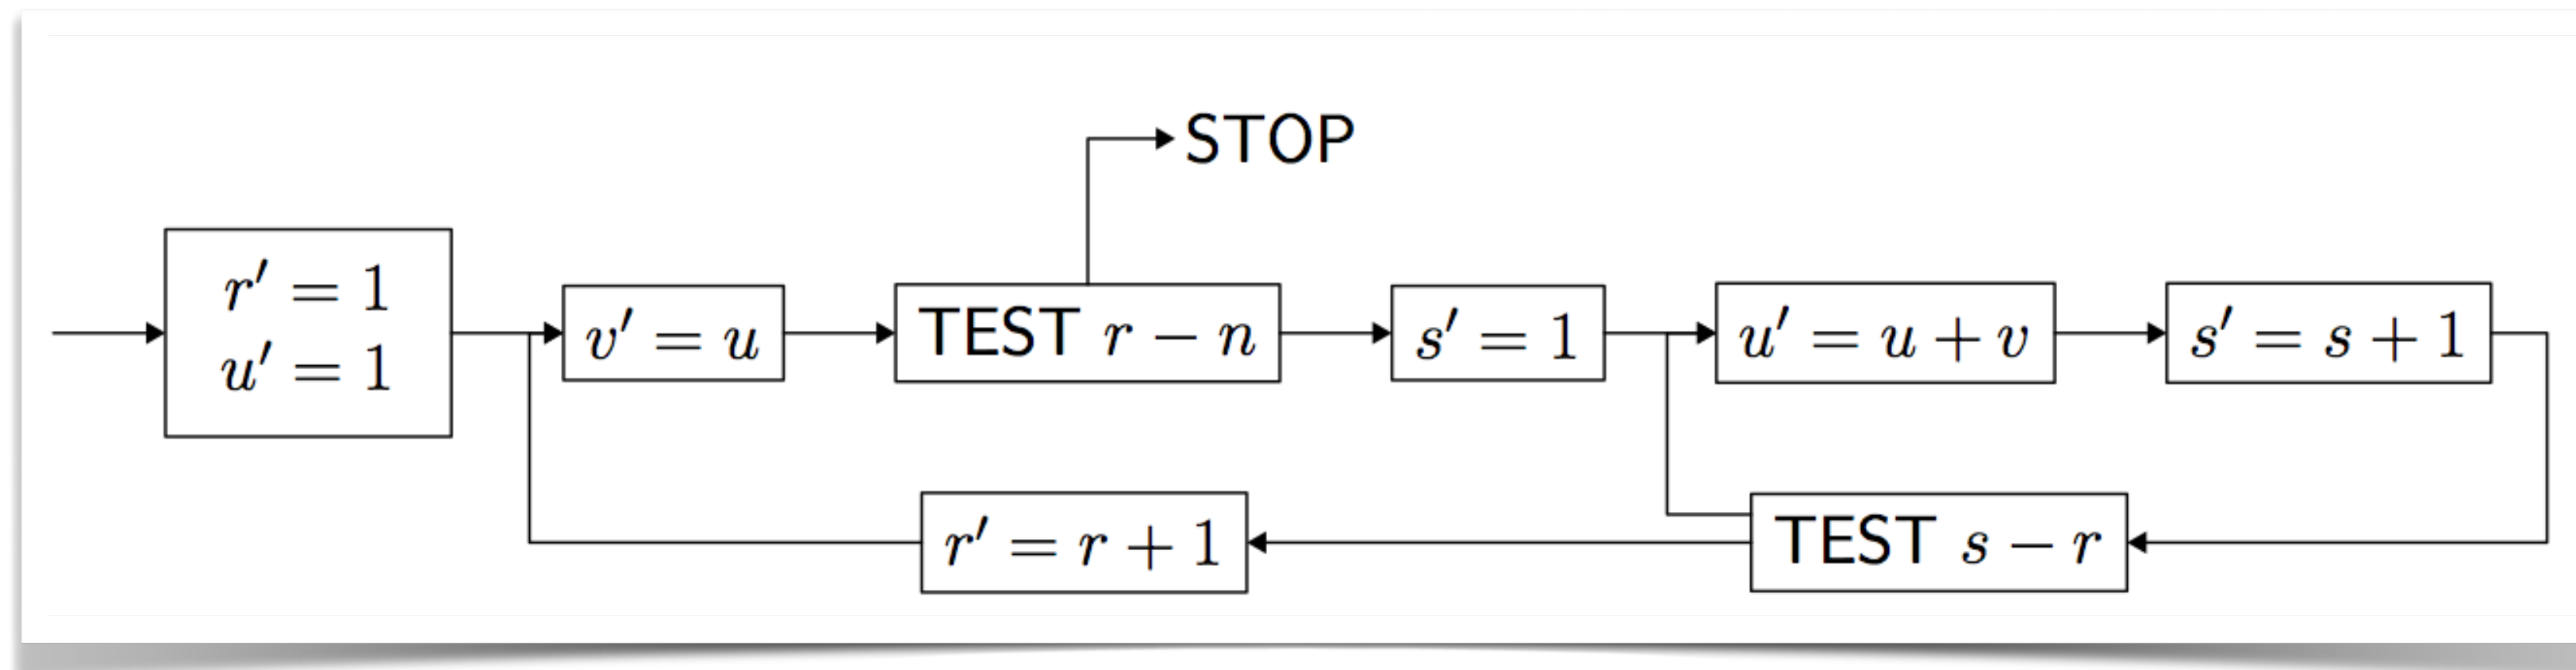 STOP
r′ = 1
u′ = 1
v′ = u
TEST r − n
s′ = 1
u′ = u + v
s′ = s + 1
r′ = r + 1
TEST s − r